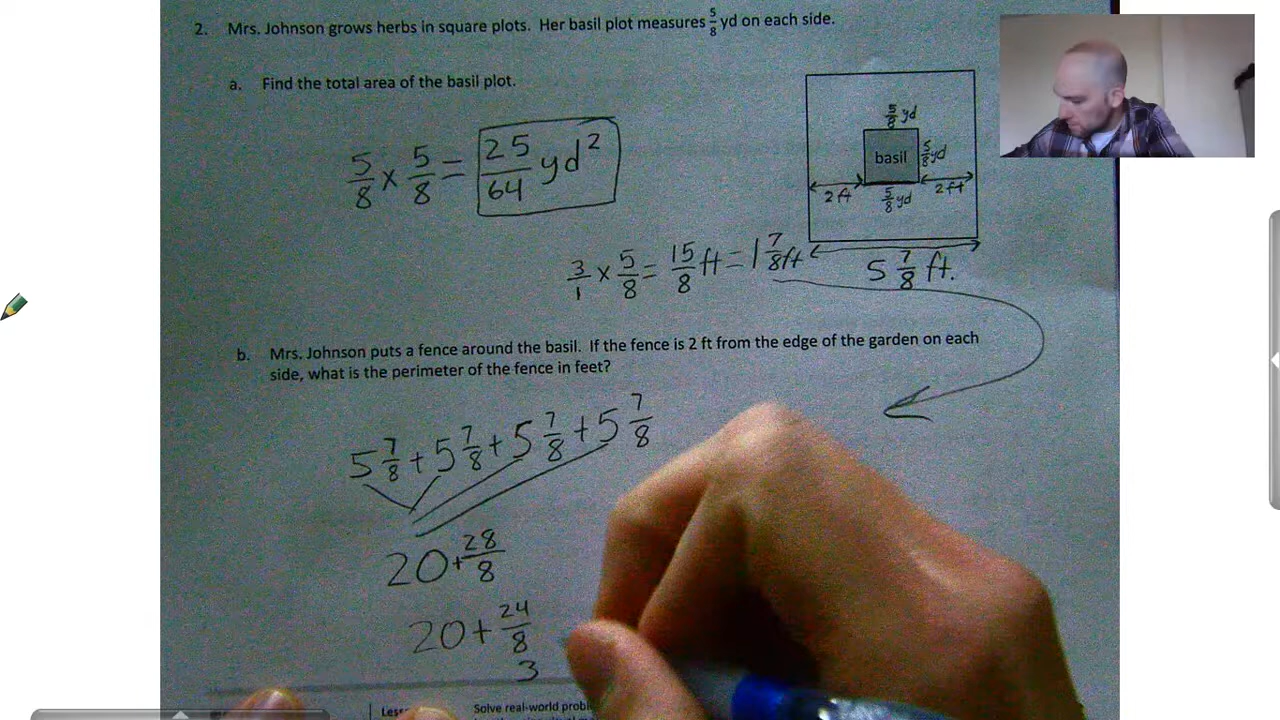 2. Mrs. Johnson grows herbs in square plots. Her basil plot measures 5/8 yd on each side.
a. Find the total area of the basil plot.
5/8 × 5/8 = 25/64 yd²
5/8 yd
basil
5/8 yd
2 ft
5/8 yd
2 ft
3/1 × 5/8 = 15/8 ft = 1 7/8 ft
5 7/8 ft.
b. Mrs. Johnson puts a fence around the basil. If the fence is 2 ft from the edge of the garden on each
side, what is the perimeter of the fence in feet?
5 7/8 + 5 7/8 + 5 7/8 + 5 7/8
20 + 28/8
20 + 24/8
3
Solve real-world